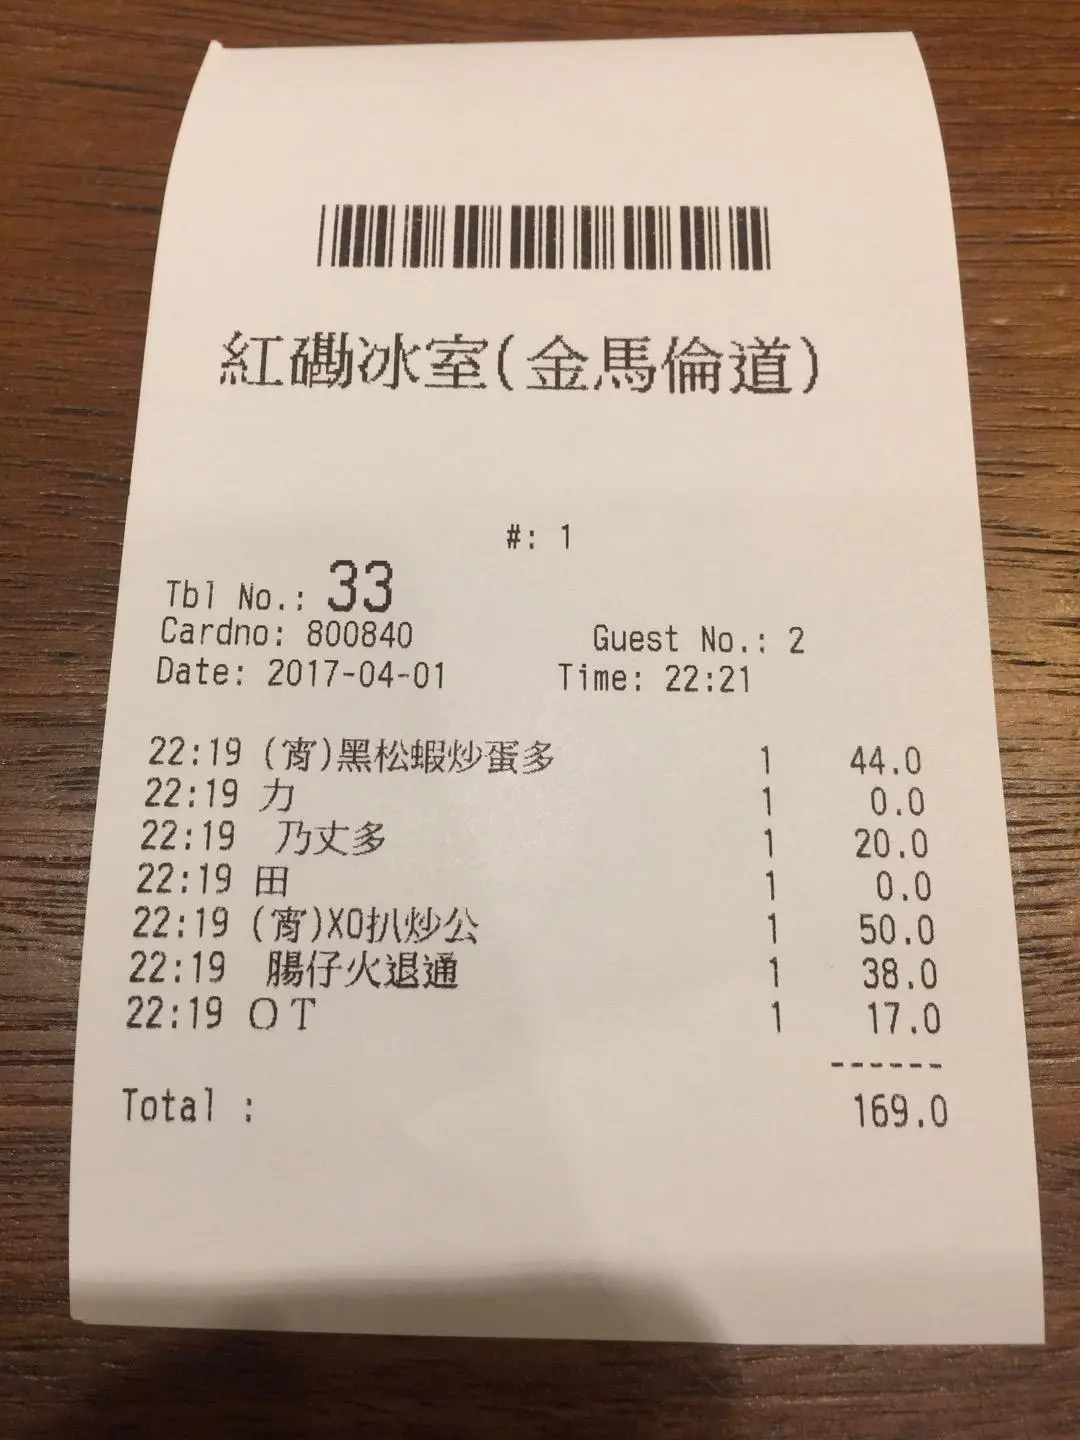 紅磡冰室(金馬倫道)
#: 1
Tbl No.: 33
Cardno: 800840 Guest No.: 2
Date: 2017-04-01 Time: 22:21
22:19 (宵)黑松蝦炒蛋多 1 44.0
22:19 力 1 0.0
22:19 乃丈多 1 20.0
22:19 田 1 0.0
22:19 (宵)XO扒炒公 1 50.0
22:19 腸仔火退通 1 38.0
22:19 ＯＴ 1 17.0
------
Total : 169.0